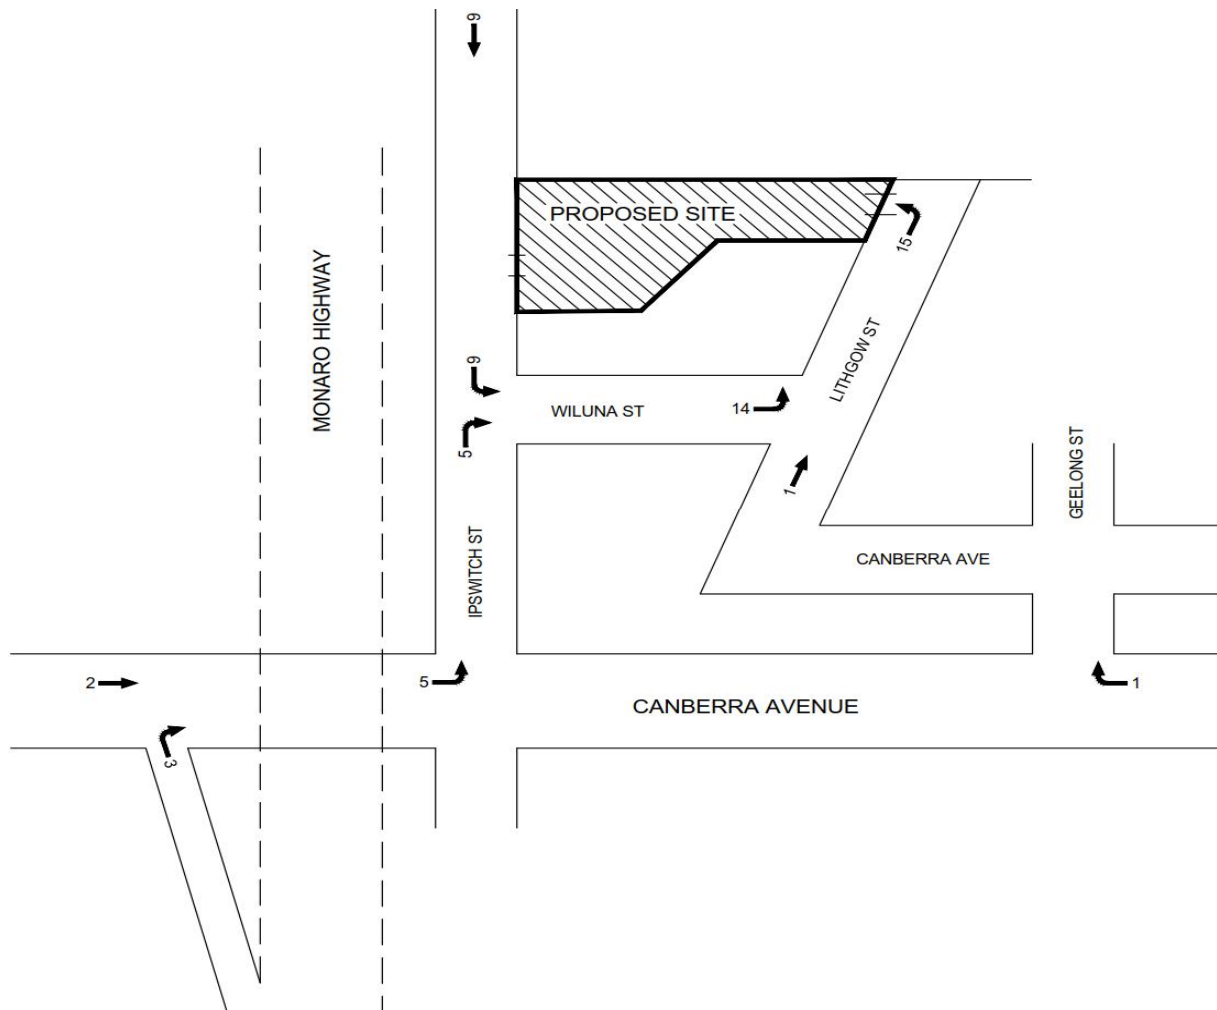 9
PROPOSED SITE
15
MONARO HIGHWAY
LITHGOW ST
9
WILUNA ST
14
5
GEELONG ST
1
IPSWITCH ST
CANBERRA AVE
2
5
1
CANBERRA AVENUE
3